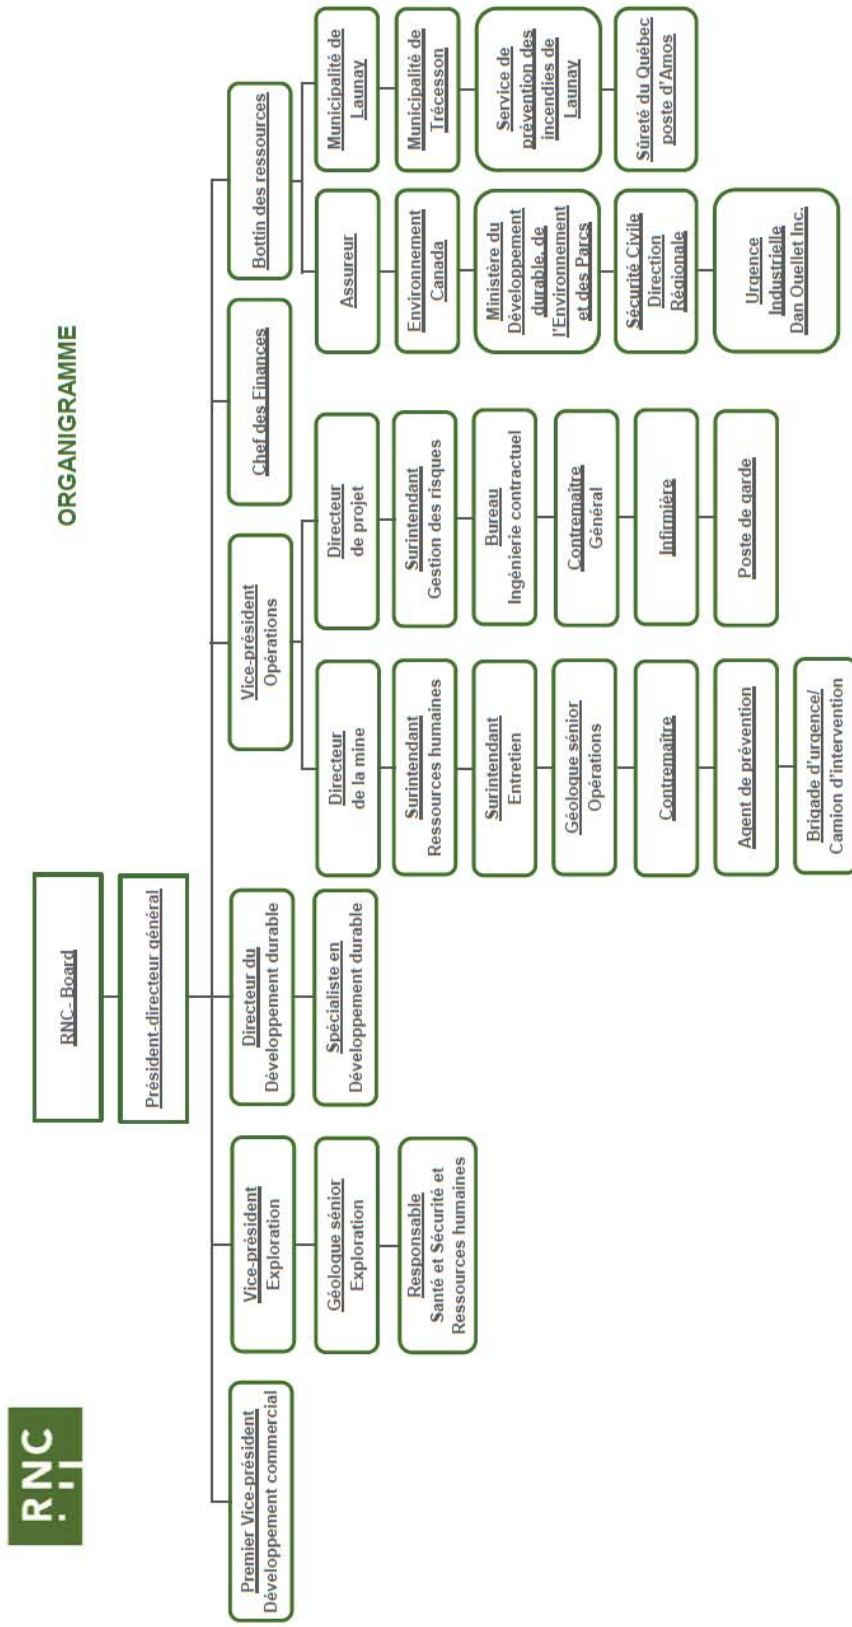 RNC
ORGANIGRAMME
RNC- Board
Président-directeur général
Premier Vice-président
Développement commercial
Vice-président
Exploration
Géologue sénior
Exploration
Responsable
Santé et Sécurité et
Ressources humaines
Directeur du
Développement durable
Spécialiste en
Développement durable
Vice-président
Opérations
Directeur
de la mine
Surintendant
Ressources humaines
Surintendant
Entretien
Géologue sénior
Opérations
Contremaître
Agent de prévention
Brigade d'urgence/
Camion d'intervention
Directeur
de projet
Surintendant
Gestion des risques
Bureau
Ingénierie contractuel
Contremaître
Général
Infirmière
Poste de garde
Chef des Finances
Bottin des ressources
Assureur
Environnement
Canada
Ministère du
Développement
durable, de
l'Environnement
et des Parcs
Sécurité Civile
Direction
Régionale
Urgence
Industrielle
Dan Ouellet Inc.
Municipalité de
Launay
Municipalité de
Trécesson
Service de
prévention des
incendies de
Launay
Sûreté du Québec
poste d'Amos